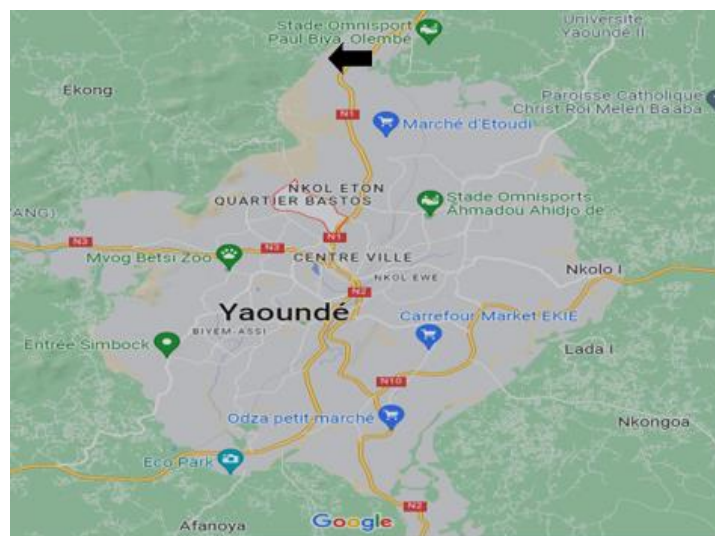 Stade Omnisport
Paul Biya, Olembé
Université
Yaoundé II
Ekong
Paroisse Catholique
Christ Roi Melen Ba'aba...
N1
Marché d'Etoudi
NKOL ETON
QUARTIER BASTOS
Stade Omnisports
Ahmadou Ahidjo de ...
ANG)
N3
N3
N1
Mvog Betsi Zoo
CENTRE VILLE
Nkolo I
NKOL EWE
N2
Yaoundé
Carrefour Market EKIE
BIYEM-ASSI
Entrée Simbock
Lada I
N10
Odza petit marché
Nkongoa
Eco Park
N2
Afanoya
Google